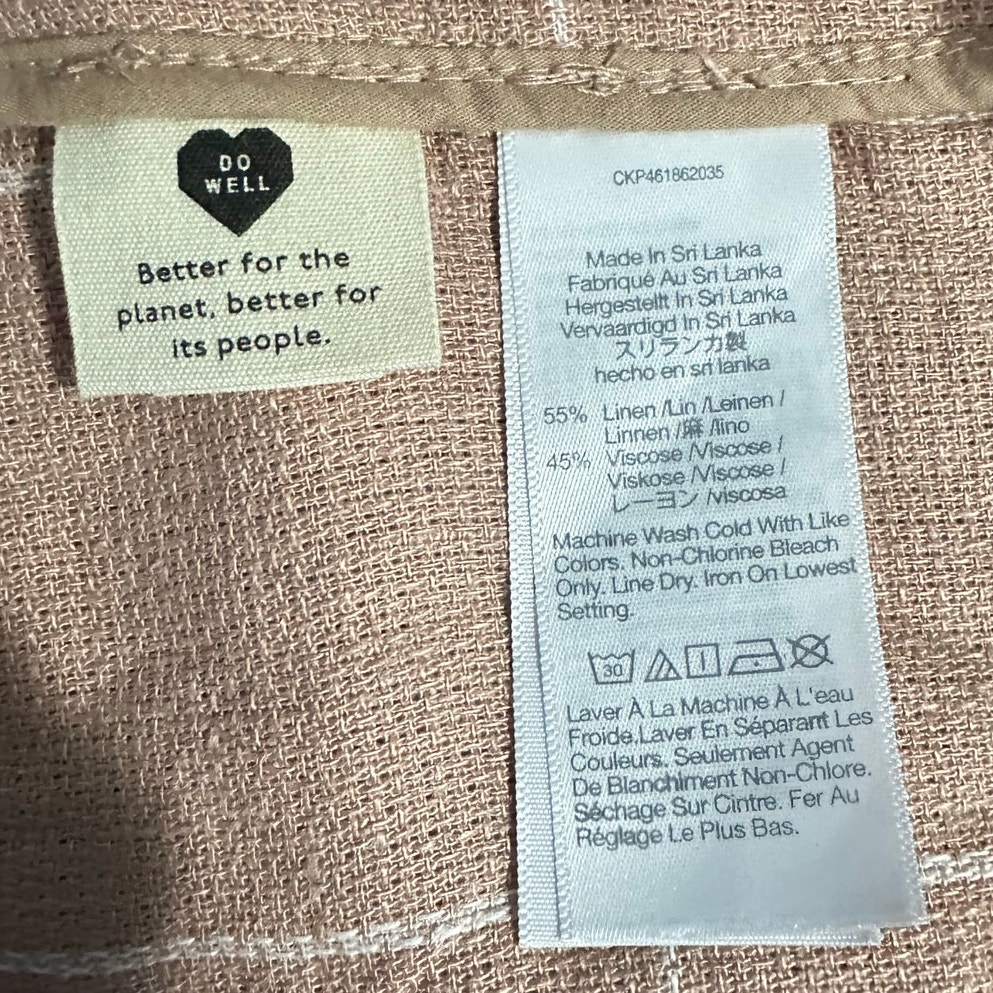 DO
WELL
Better for the
planet, better for
its people.
CKP461862035
Made In Sri Lanka
Fabriqué Au Sri Lanka
Hergestellt In Sri Lanka
Vervaardigd In Sri Lanka
スリランカ製
hecho en sri lanka
55% Linen /Lin /Leinen /
Linnen /麻 /lino
45% Viscose /Viscose /
Viskose /Viscose /
レーヨン /viscosa
Machine Wash Cold With Like
Colors. Non-Chlorine Bleach
Only. Line Dry. Iron On Lowest
Setting.
30
Laver À La Machine À L'eau
Froide.Laver En Séparant Les
Couleurs. Seulement Agent
De Blanchiment Non-Chlore.
Séchage Sur Cintre. Fer Au
Réglage Le Plus Bas.